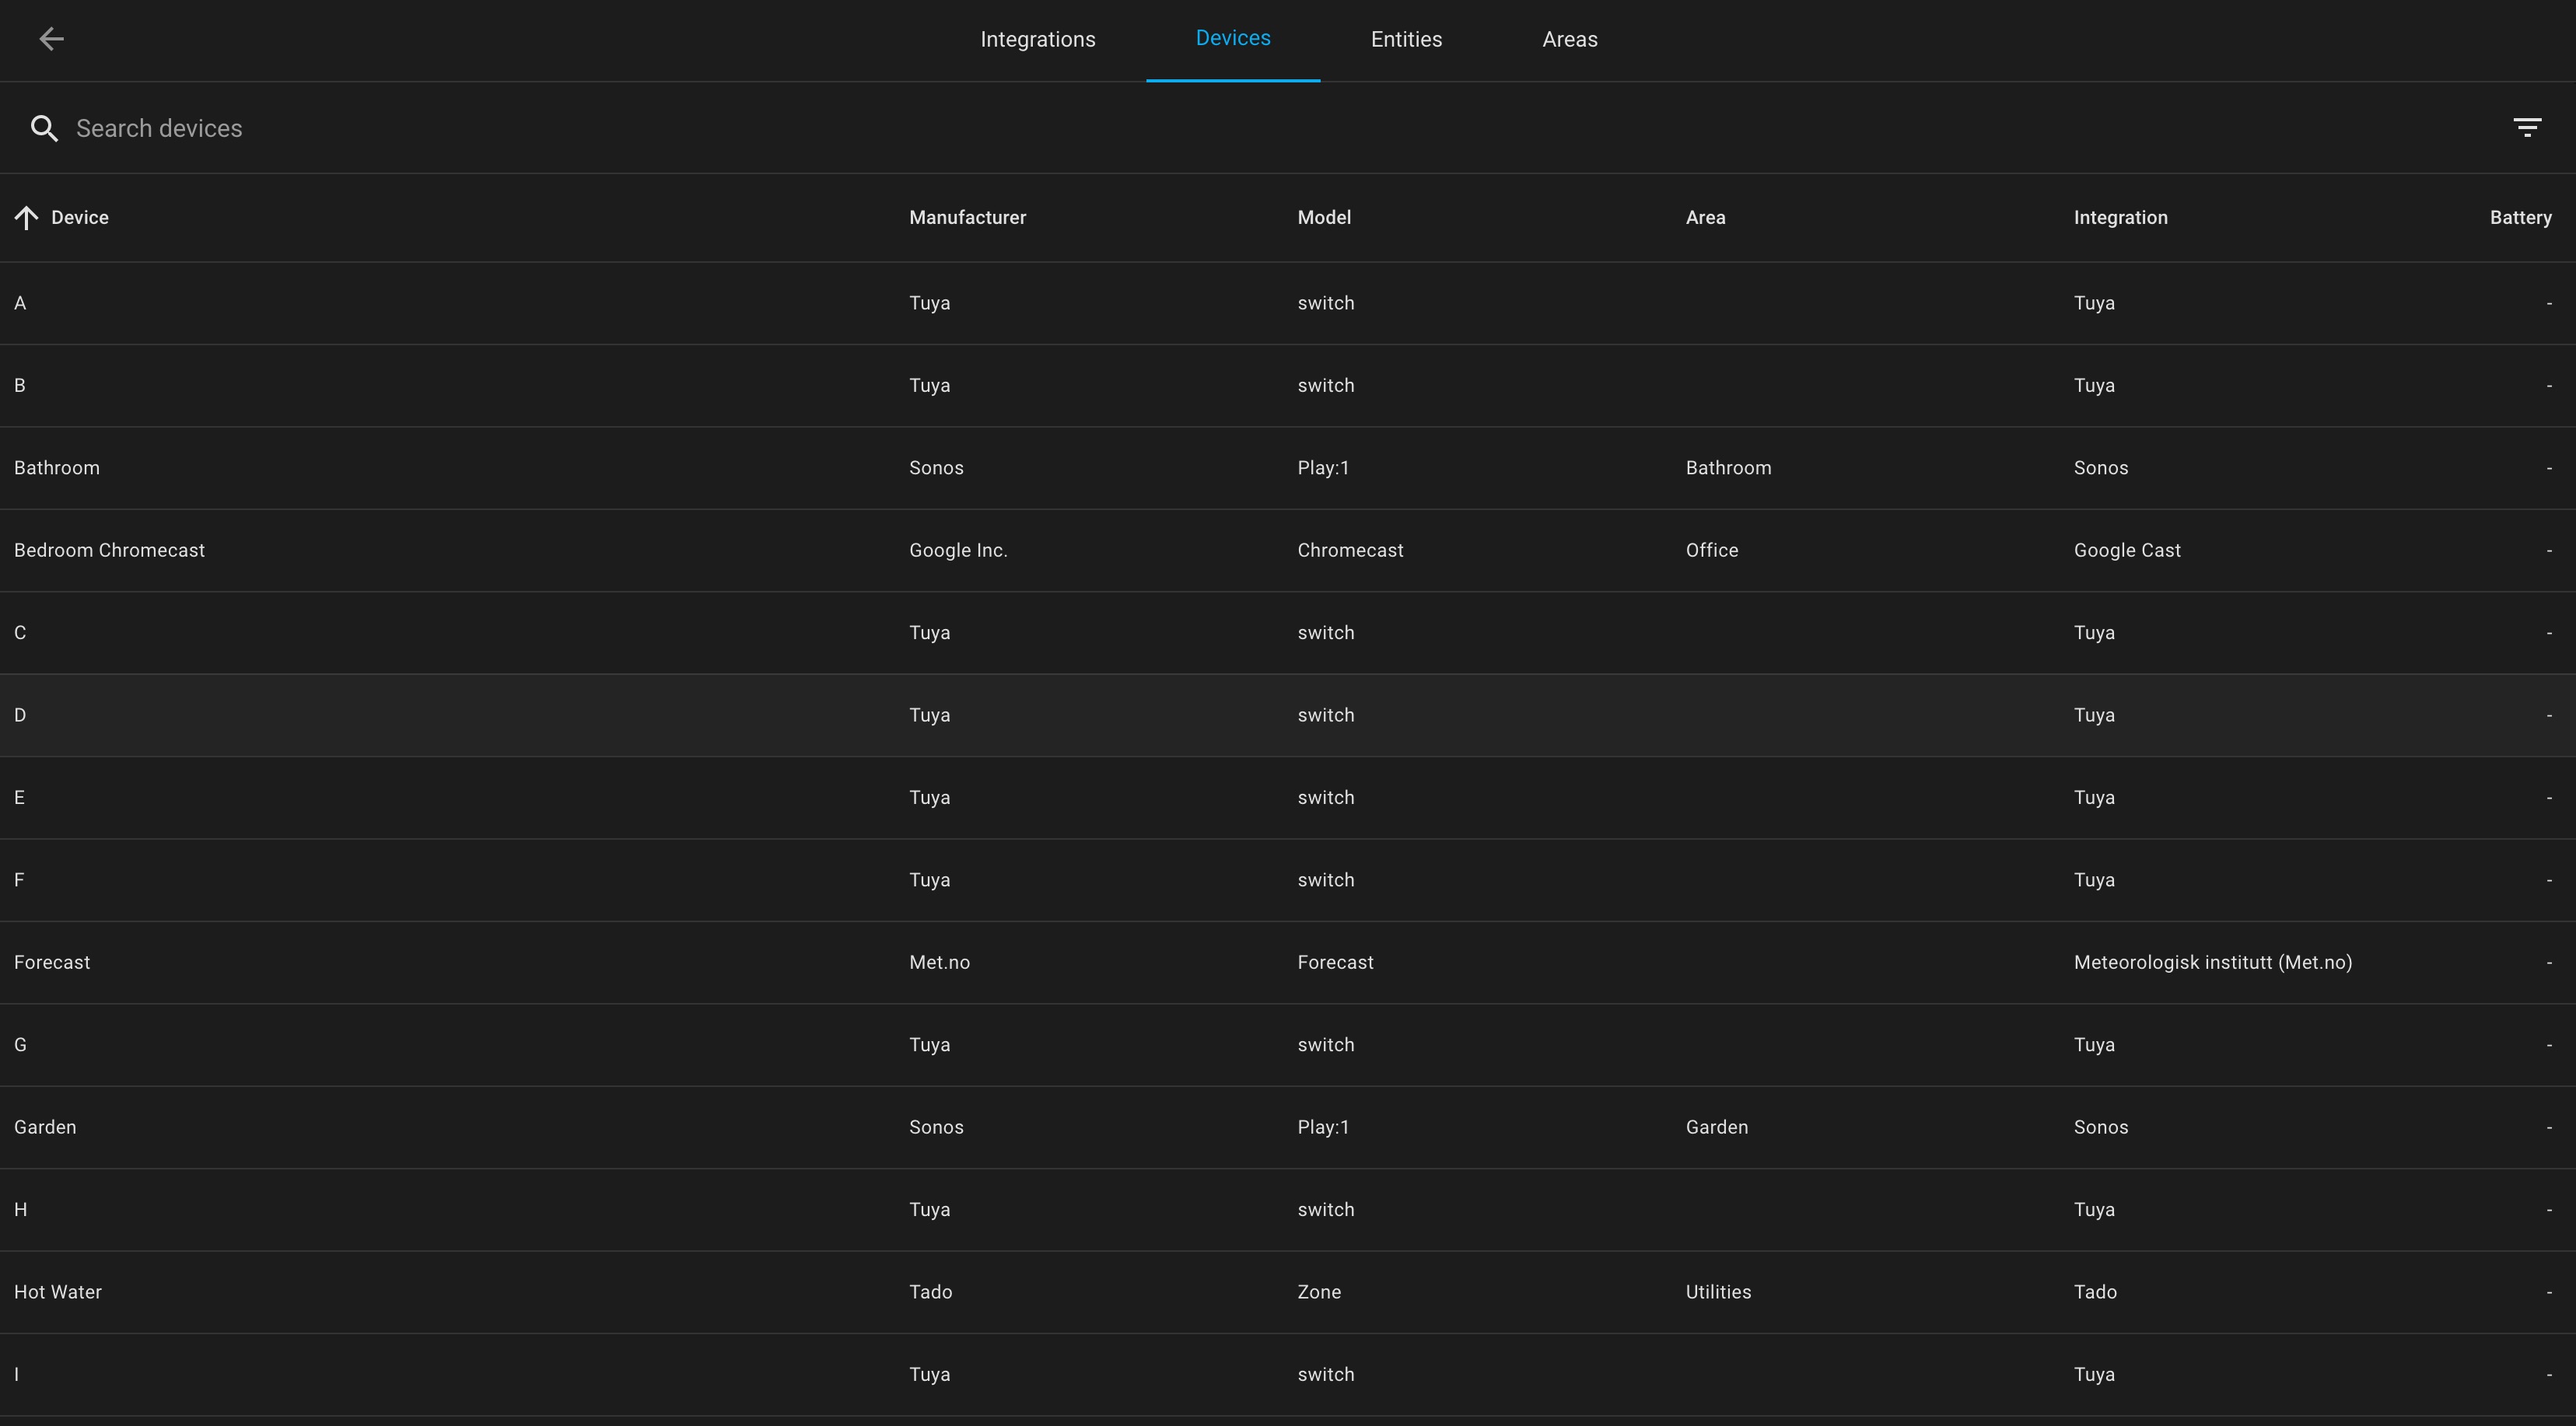 Integrations Devices Entities Areas
Search devices
Device Manufacturer Model Area Integration Battery
A Tuya switch Tuya -
B Tuya switch Tuya -
Bathroom Sonos Play:1 Bathroom Sonos -
Bedroom Chromecast Google Inc. Chromecast Office Google Cast -
C Tuya switch Tuya -
D Tuya switch Tuya -
E Tuya switch Tuya -
F Tuya switch Tuya -
Forecast Met.no Forecast Meteorologisk institutt (Met.no) -
G Tuya switch Tuya -
Garden Sonos Play:1 Garden Sonos -
H Tuya switch Tuya -
Hot Water Tado Zone Utilities Tado -
I Tuya switch Tuya -